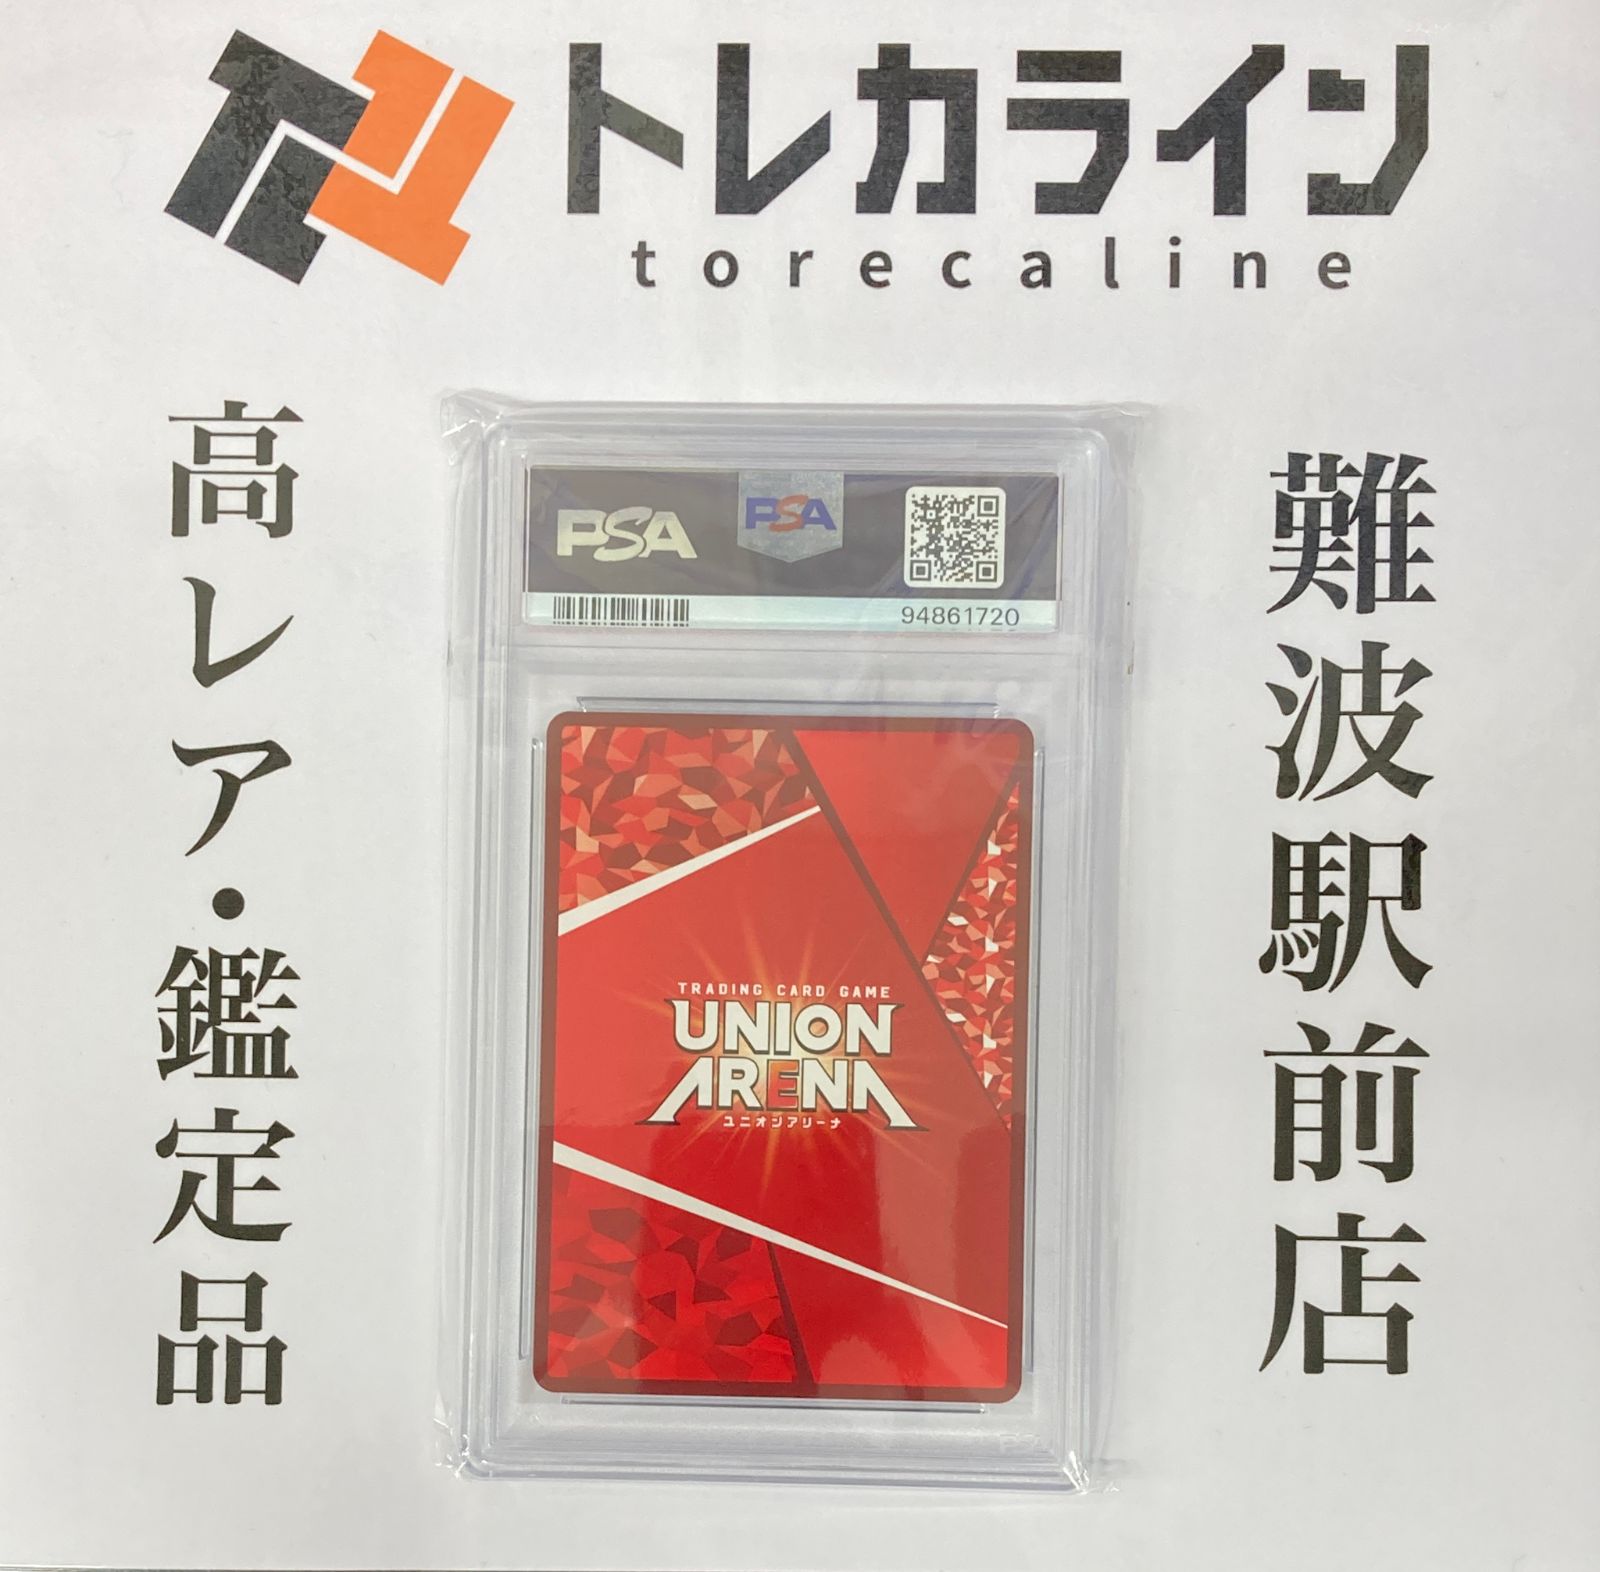 トレカライン
torecaline
高レア・鑑定品
難波駅前店
PSA
PSA
94861720
TRADING CARD GAME
UNION
ARENA
ユニオンアリーナ